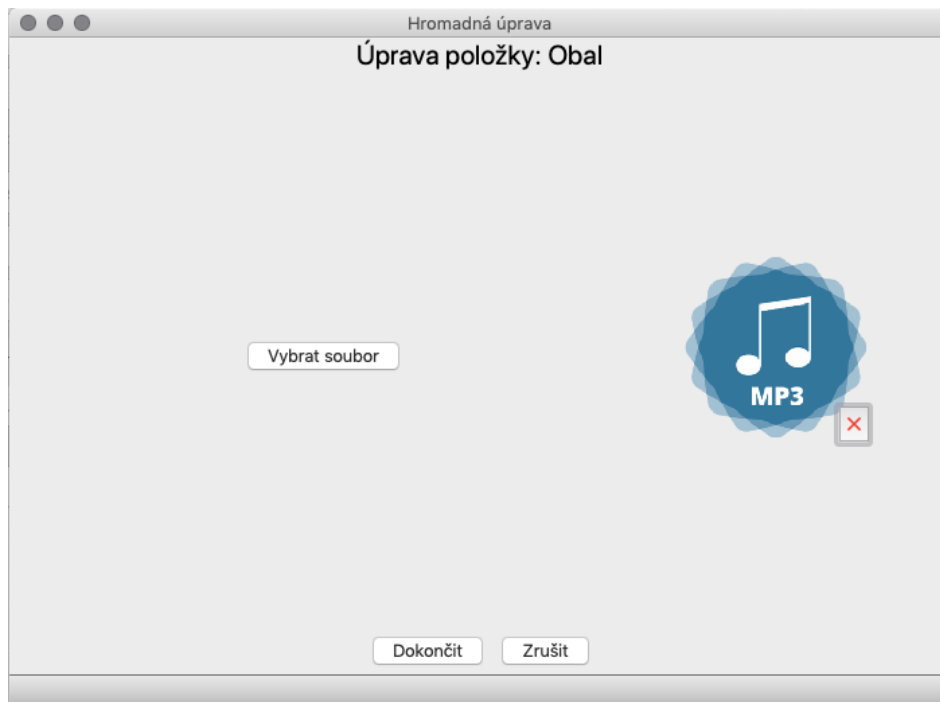 Hromadná úprava
Úprava položky: Obal
Vybrat soubor
MP3
Dokončit
Zrušit